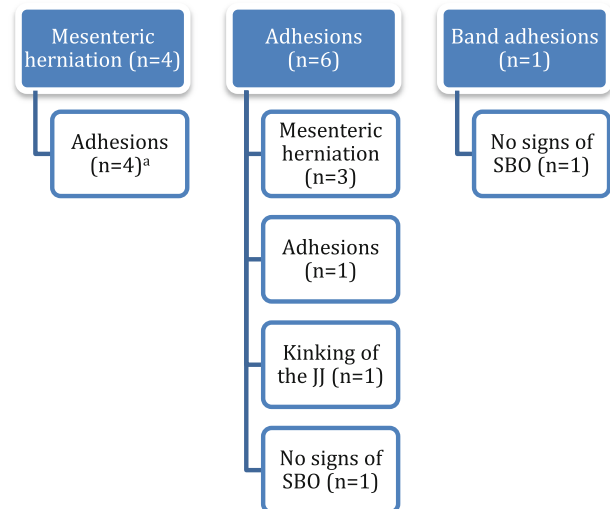 Mesenteric
herniation (n=4)
Adhesions
(n=4)ᵃ
Adhesions
(n=6)
Mesenteric
herniation
(n=3)
Adhesions
(n=1)
Kinking of
the JJ (n=1)
No signs of
SBO (n=1)
Band adhesions
(n=1)
No signs of
SBO (n=1)